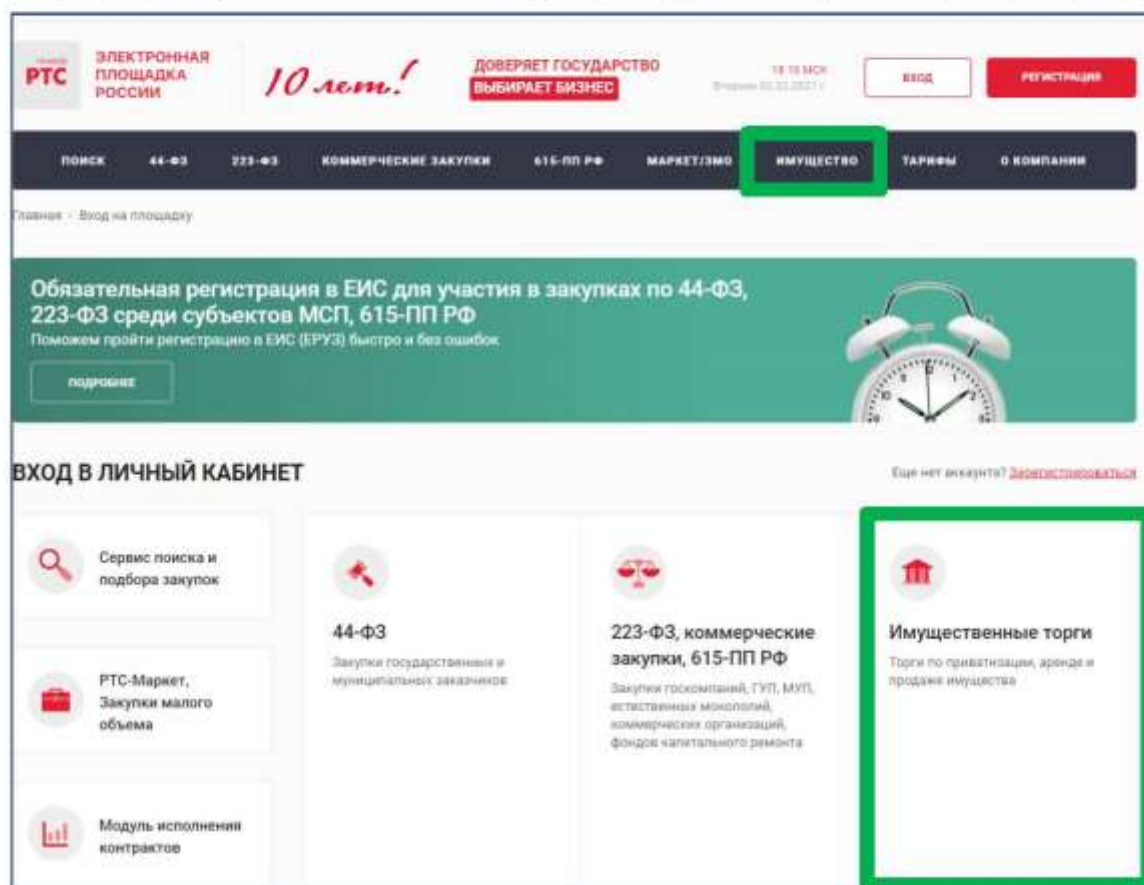 РТС
ЭЛЕКТРОННАЯ
ПЛОЩАДКА
РОССИИ
10 лет!
ДОВЕРЯЕТ ГОСУДАРСТВО
ВЫБИРАЕТ БИЗНЕС
МСК
ВХОД
РЕГИСТРАЦИЯ
ПОИСК 44-ФЗ 223-ФЗ КОММЕРЧЕСКИЕ ЗАКУПКИ 615-ПП РФ МАРКЕТ/ЗМО ИМУЩЕСТВО ТАРИФЫ О КОМПАНИИ
Главная - Вход на площадку
Обязательная регистрация в ЕИС для участия в закупках по 44-ФЗ,
223-ФЗ среди субъектов МСП, 615-ПП РФ
Поможем пройти регистрацию в ЕИС (ЕРУЗ) быстро и без ошибок
ПОДРОБНЕЕ
ВХОД В ЛИЧНЫЙ КАБИНЕТ
Еще нет аккаунта? Зарегистрироваться
Сервис поиска и
подбора закупок
РТС-Маркет,
Закупки малого
объема
Модуль исполнения
контрактов
44-ФЗ
Закупки государственных и
муниципальных заказчиков
223-ФЗ, коммерческие
закупки, 615-ПП РФ
Закупки госкомпаний, ГУП, МУП,
естественных монополий,
коммерческих организаций,
фондов капитального ремонта
Имущественные торги
Торги по приватизации, аренде и
продаже имущества